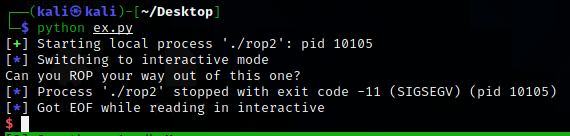 ┌──(kali㉿kali)-[~/Desktop]
└─$ python ex.py
[+] Starting local process './rop2': pid 10105
[*] Switching to interactive mode
Can you ROP your way out of this one?
[*] Process './rop2' stopped with exit code -11 (SIGSEGV) (pid 10105)
[*] Got EOF while reading in interactive
$